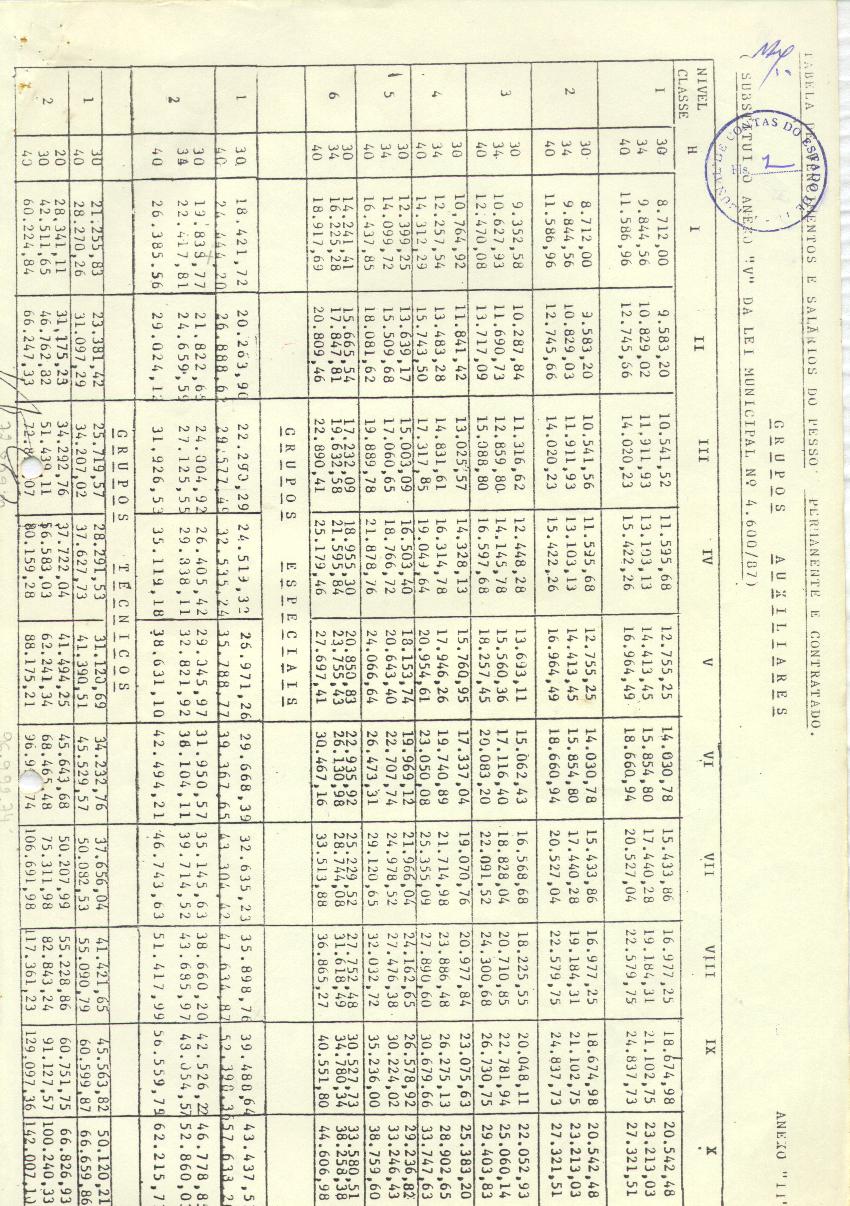 ANEXO "II"
TABELA DE VENCIMENTOS E SALÁRIOS DO PESSOAL PERMANENTE E CONTRATADO.
( SUBSTITUI O ANEXO "V" DA LEI MUNICIPAL Nº 4.600/87)
GRUPOS AUXILIARES
NIVEL CLASSE H I II III IV V VI VII VIII IX X
1 30 8.712,00 9.583,20 10.541,52 11.595,68 12.755,25 14.030,78 15.433,86 16.977,25 18.674,98 20.542,48
34 9.844,56 10.829,02 11.911,93 13.103,13 14.413,45 15.854,80 17.440,28 19.184,31 21.102,75 23.213,03
40 11.586,96 12.745,66 14.020,23 15.422,26 16.964,49 18.660,94 20.527,04 22.579,75 24.837,73 27.321,51
2 30 8.712,00 9.583,20 10.541,56 11.595,68 12.755,25 14.030,78 15.433,86 16.977,25 18.674,98 20.542,48
34 9.844,56 10.829,03 11.911,93 13.103,13 14.413,45 15.854,80 17.440,28 19.184,31 21.102,75 23.213,03
40 11.586,96 12.745,66 14.020,23 15.422,26 16.964,49 18.660,94 20.527,04 22.579,75 24.837,73 27.321,51
3 30 9.352,58 10.287,84 11.316,62 12.448,28 13.693,11 15.062,43 16.568,68 18.225,55 20.048,11 22.052,93
34 10.627,93 11.690,73 12.859,80 14.145,78 15.560,36 17.116,40 18.828,04 20.710,85 22.781,94 25.060,14
40 12.470,08 13.717,09 15.088,80 16.597,68 18.257,45 20.083,20 22.091,52 24.300,68 26.730,75 29.403,83
4 30 10.764,92 11.841,42 13.025,57 14.328,13 15.760,95 17.337,04 19.070,76 20.977,84 23.075,63 25.383,20
34 12.257,54 13.483,28 14.831,61 16.314,78 17.946,26 19.740,89 21.714,98 23.886,48 26.275,13 28.902,65
40 14.312,29 15.743,50 17.317,85 19.049,64 20.954,61 23.050,08 25.355,09 27.890,60 30.679,66 33.747,63
5 30 12.399,25 13.639,17 15.003,09 16.503,40 18.153,74 19.969,12 21.966,04 24.162,65 26.578,92 29.236,82
34 14.099,72 15.509,68 17.060,65 18.766,72 20.643,40 22.707,74 24.978,52 27.476,38 30.224,02 33.246,43
40 16.437,85 18.081,62 19.889,78 21.878,76 24.066,64 26.473,31 29.120,65 32.032,72 35.236,00 38.759,60
6 30 14.241,41 15.665,54 17.232,09 18.955,30 20.850,83 22.935,92 25.229,52 27.752,48 30.527,73 33.580,51
34 16.225,28 17.847,81 19.632,58 21.595,84 23.755,43 26.130,98 28.744,08 31.618,49 34.780,34 38.258,38
40 18.917,69 20.809,46 22.890,41 25.179,46 27.697,41 30.467,16 33.513,88 36.865,27 40.551,80 44.606,98
GRUPOS ESPECIAIS
1 30 18.421,72 20.263,90 22.290,29 24.519,32 26.971,26 29.668,39 32.635,23 35.898,76 39.488,64 43.437,5
40 24.444,20 26.888,6 29.577,4 32.535,24 35.788,77 39.367,65 43.304,42 47.634,87 52.398,3 57.638,2
2 30 19.835,77 21.822,6 24.004,92 26.405,42 29.045,97 31.950,57 35.145,63 38.660,20 42.526,22 46.778,8
34 22.417,81 24.659,59 27.125,55 29.838,11 32.821,92 38.104,11 39.714,52 43.685,97 48.054,57 52.860,0
40 26.385.56 29.024,1 31.926,53 35.119,18 38.631,10 42.494,21 46.743,63 51.417,99 56.559,79 62.215,7
GRUPOS TÉCNICOS
1 30 21.255,83 23.381,42 25.719,57 28.291,53 31.120,69 34.232,76 37.656,04 41.421,65 45.563,82 50.120,21
40 28.270,26 31.097,29 34.207,02 37.627,73 41.390,51 45.529,57 50.082,53 55.090,79 60.599,87 66.659,86
2 20 28.341,11 31.175,23 34.292,76 37.722,04 41.494,25 45.643,68 50.207,99 55.228,86 60.751,75 66.826,93
30 42.511,65 46.762,82 51.439,11 56.583,03 62.241,34 68.465,48 75.311,98 82.843,24 91.127,57 100.240,33
40 60.224,84 66.247,33 72.8 07 80.159,28 88.175,21 96.9 74 106.691,98 117.361,23 129.097,36 142.007,1